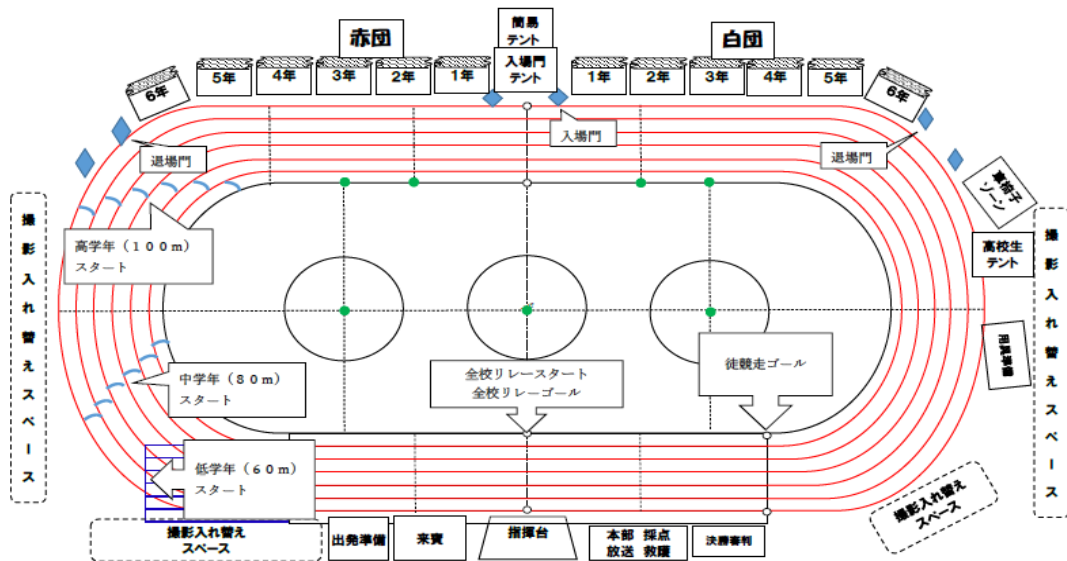 簡易
テント
赤団
白団
入場門
テント
6年
5年
4年
3年
2年
1年
1年
2年
3年
4年
5年
6年
退場門
入場門
退場門
車椅子
ゾーン
撮影入れ替えスペース
高学年(100m)
スタート
高校生
テント
撮影入れ替えスペース
用具準備
中学年(80m)
スタート
全校リレースタート
全校リレーゴール
徒競走ゴール
低学年(60m)
スタート
撮影入れ替え
スペース
撮影入れ替え
スペース
出発準備
来賓
指揮台
本部 採点
放送 救護
決勝審判